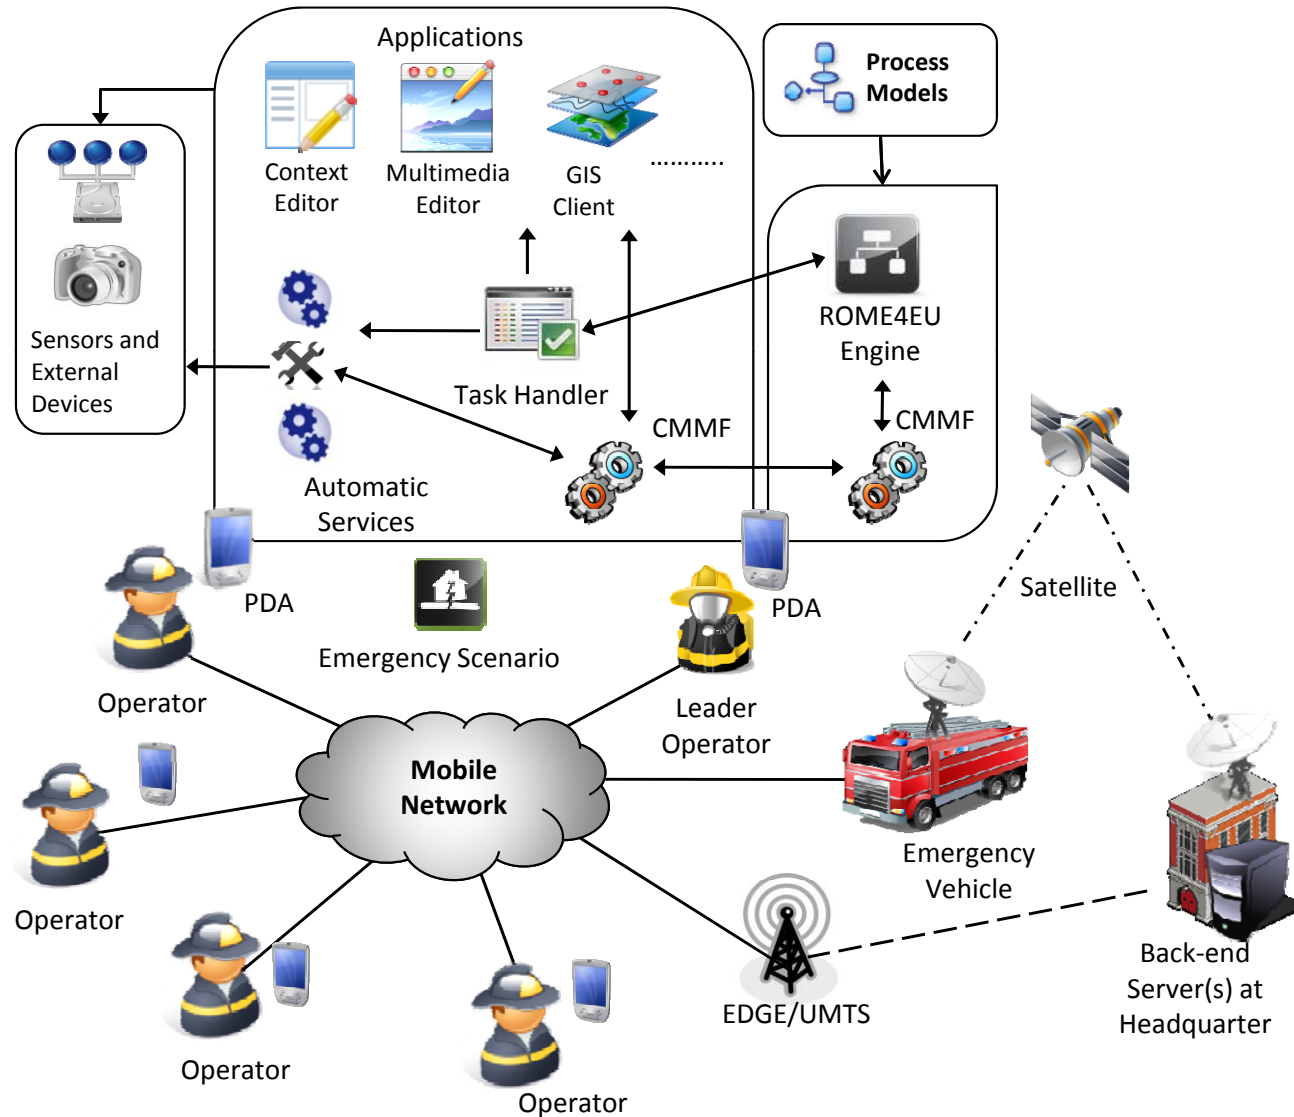 Applications
Context
Editor
Multimedia
Editor
GIS
Client
...........
Process
Models
Sensors and
External
Devices
Task Handler
ROME4EU
Engine
CMMF
CMMF
Automatic
Services
PDA
PDA
Emergency Scenario
Satellite
Operator
Leader
Operator
Mobile
Network
Operator
Emergency
Vehicle
Operator
Operator
EDGE/UMTS
Back-end
Server(s) at
Headquarter